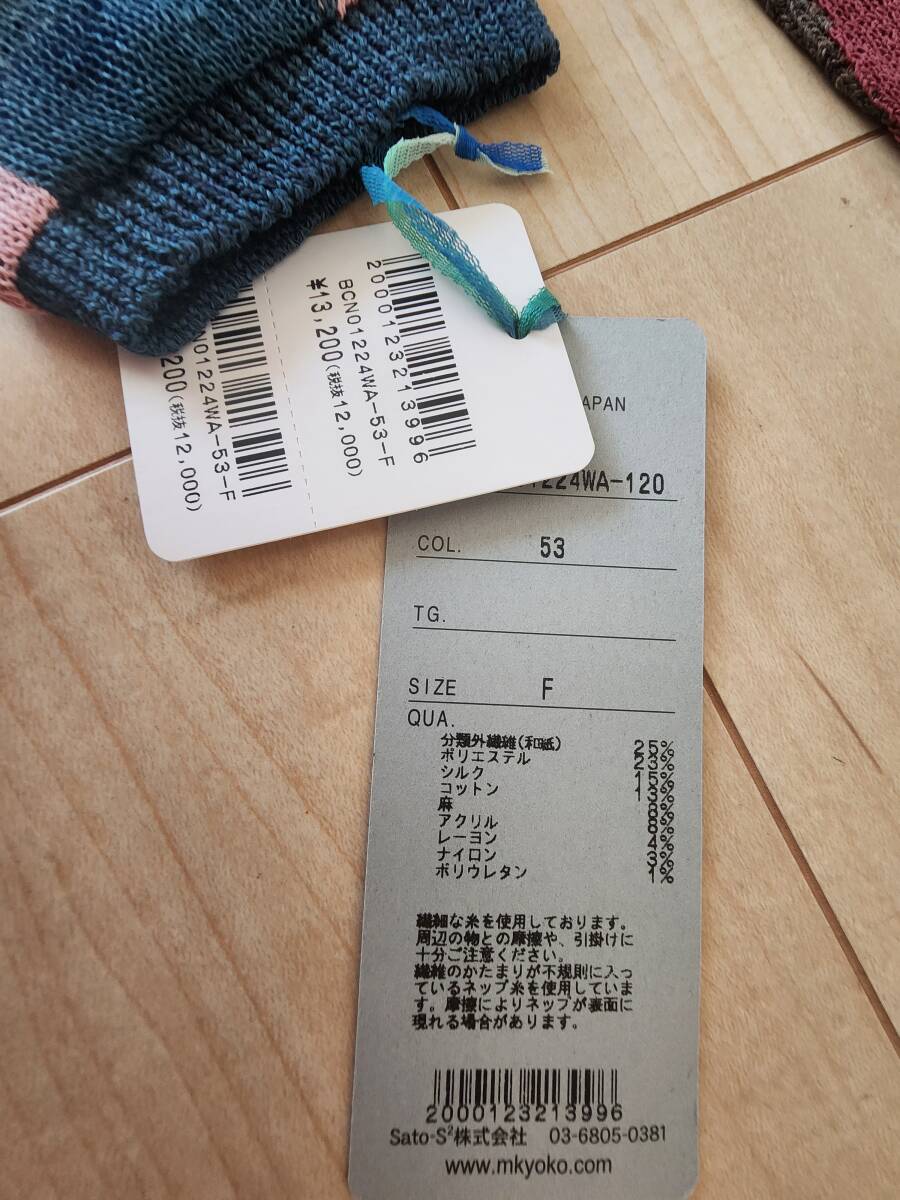 2000123213996
BCN01224WA-53-F
¥13,200(税抜12,000)
N01224WA-53-F
200(税抜12,000)
APAN
1224WA-120
COL. 53
TG.
SIZE F
QUA.
分類外繊維(和紙) 25%
ポリエステル 23%
シルク 15%
コットン 13%
麻 8%
アクリル 8%
レーヨン 4%
ナイロン 3%
ポリウレタン 1%
繊細な糸を使用しております。
周辺の物との摩擦や、引掛けに
十分ご注意ください。
繊維のかたまりが不規則に入っ
ているネップ糸を使用していま
す。摩擦によりネップが表面に
現れる場合があります。
2000123213996
Sato-S²株式会社 03-6805-0381
www.mkyoko.com